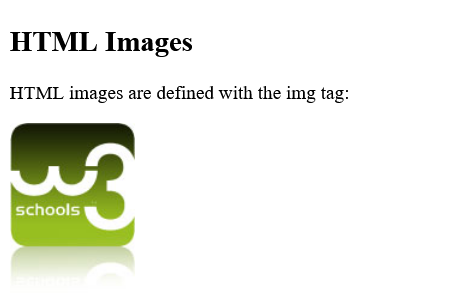 HTML Images
HTML images are defined with the img tag:
w3
schools